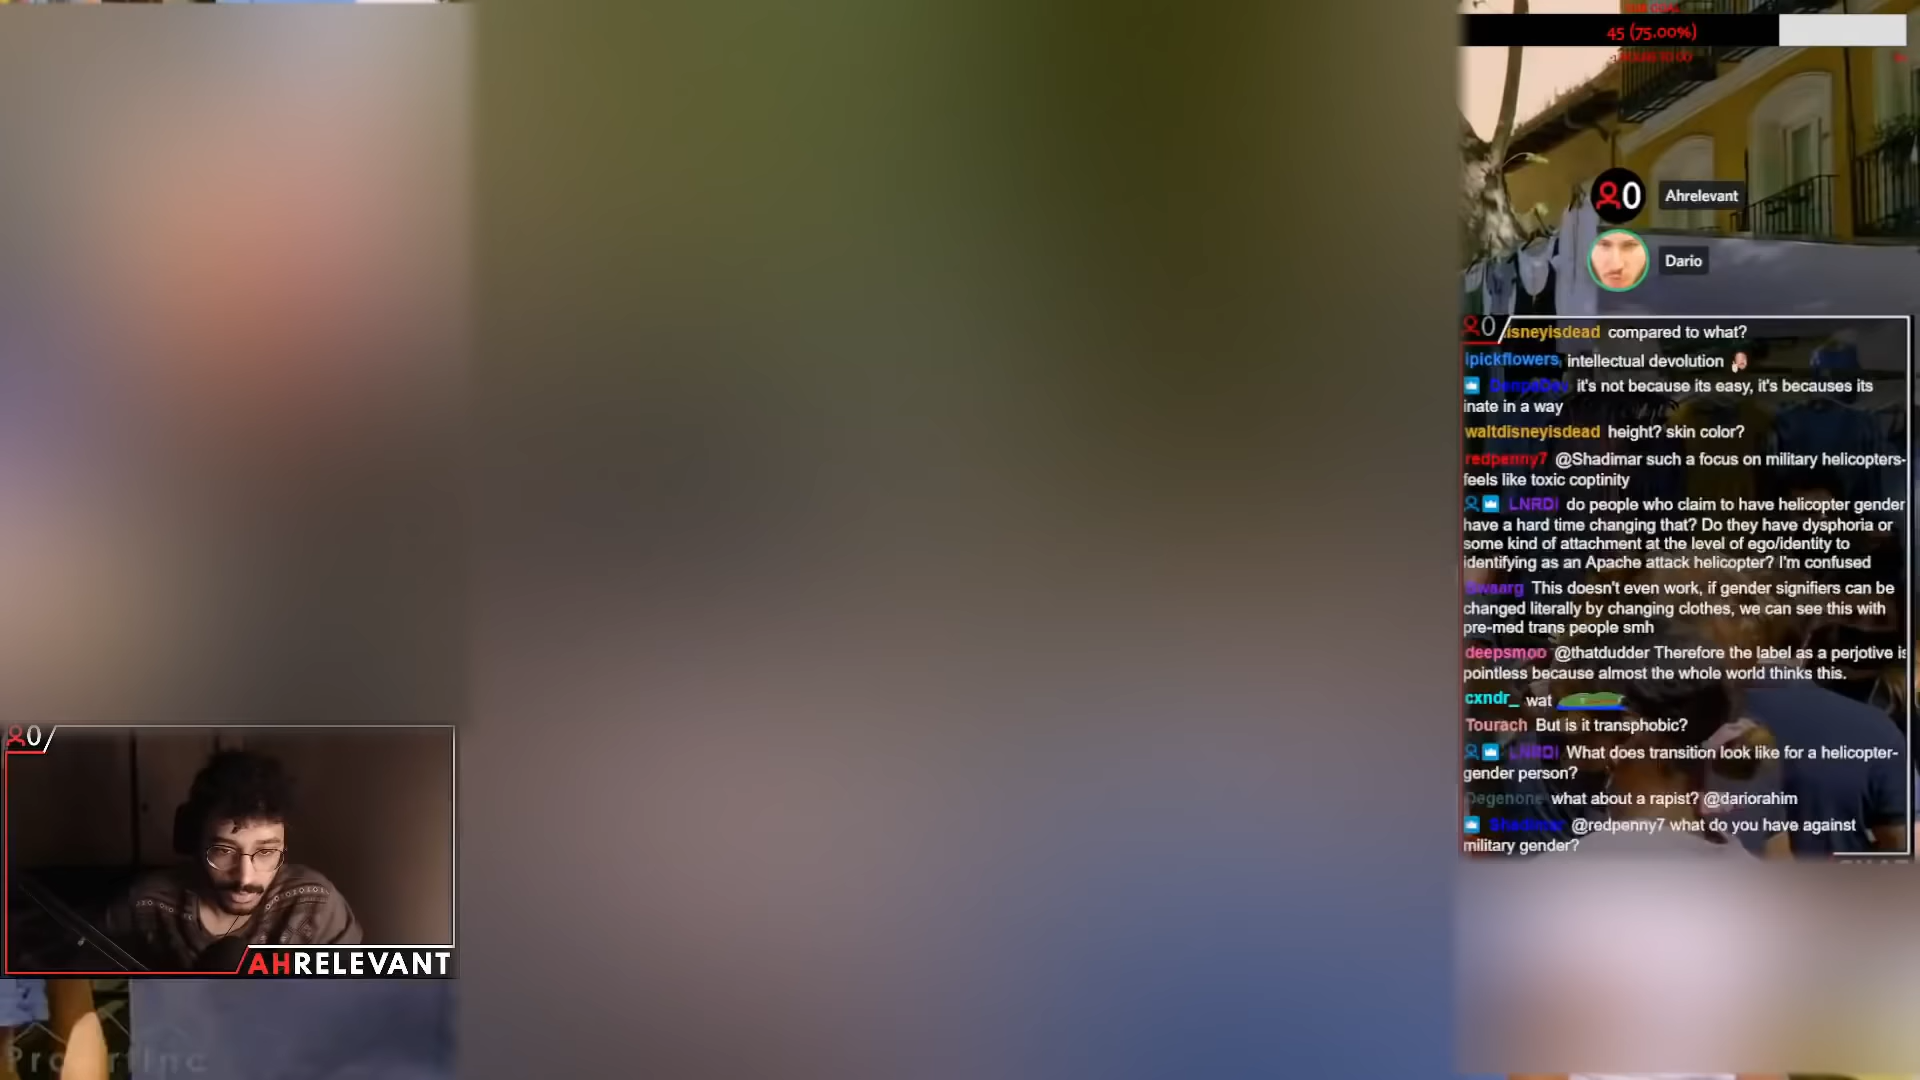 45 (75.00%)
Ahrelevant
Dario
isneyisdead compared to what?
ipickflowers intellectual devolution
it's not because its easy, it's becauses its
inate in a way
waltdisneyisdead height? skin color?
redpenny7 @Shadimar such a focus on military helicopters-
feels like toxic coptinity
LNRDI do people who claim to have helicopter gender
have a hard time changing that? Do they have dysphoria or
some kind of attachment at the level of ego/identity to
identifying as an Apache attack helicopter? I'm confused
This doesn't even work, if gender signifiers can be
changed literally by changing clothes, we can see this with
pre-med trans people smh
deepsmoo @thatdudder Therefore the label as a perjotive is
pointless because almost the whole world thinks this.
cxndr_ wat
Tourach But is it transphobic?
LNRDI What does transition look like for a helicopter-
gender person?
Degenone what about a rapist? @dariorahim
Shadimar @redpenny7 what do you have against
military gender?
0
AHRELEVANT